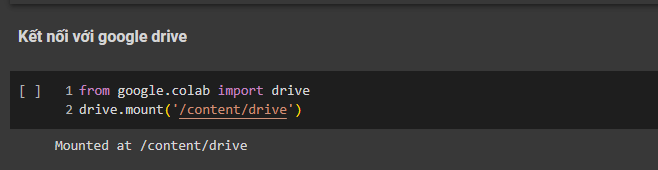 Kết nối với google drive
[ ] 1 from google.colab import drive
2 drive.mount('/content/drive')
Mounted at /content/drive